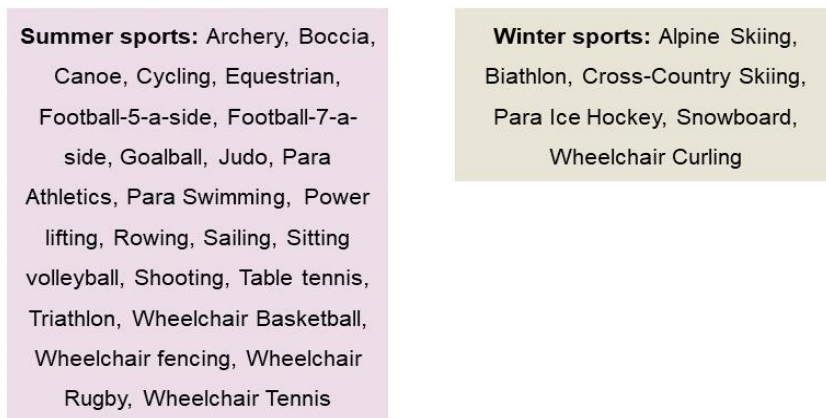 Summer sports: Archery, Boccia,
Canoe, Cycling, Equestrian,
Football-5-a-side, Football-7-a-
side, Goalball, Judo, Para
Athletics, Para Swimming, Power
lifting, Rowing, Sailing, Sitting
volleyball, Shooting, Table tennis,
Triathlon, Wheelchair Basketball,
Wheelchair fencing, Wheelchair
Rugby, Wheelchair Tennis
Winter sports: Alpine Skiing,
Biathlon, Cross-Country Skiing,
Para Ice Hockey, Snowboard,
Wheelchair Curling